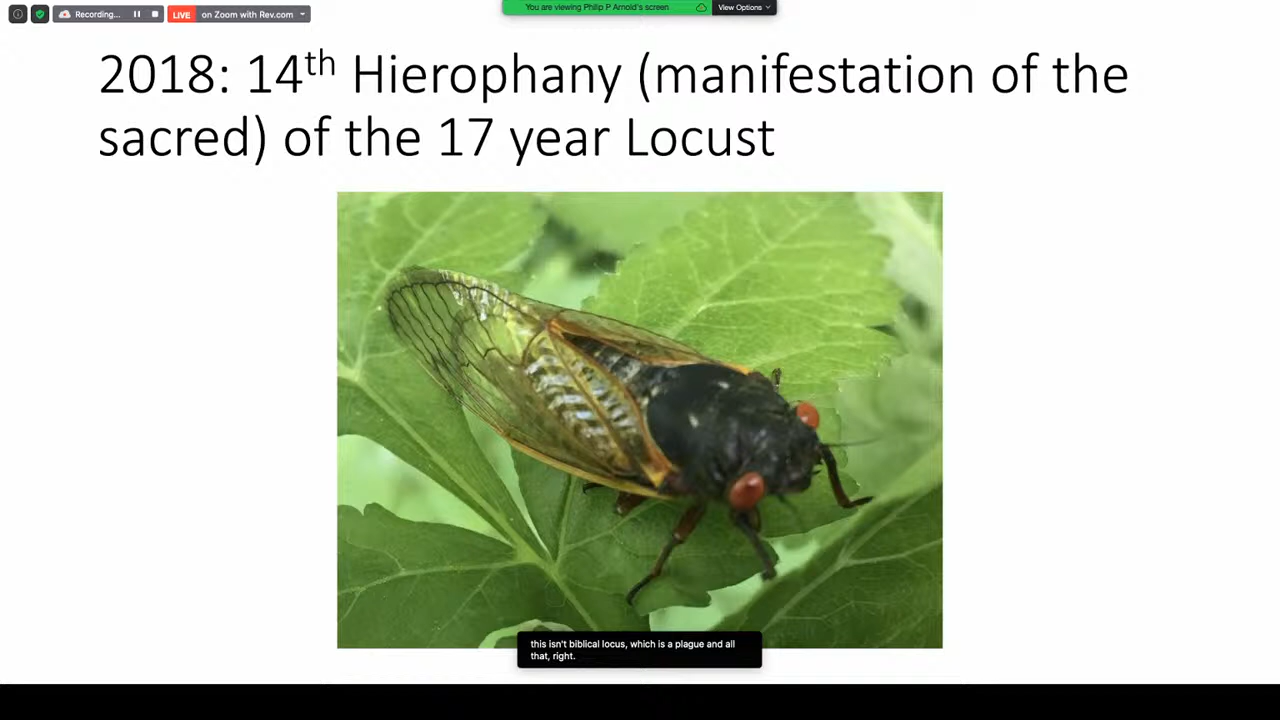 Recording...
LIVE on Zoom with Rev.com
You are viewing Philip P Arnold's screen
View Options
2018: 14th Hierophany (manifestation of the
sacred) of the 17 year Locust
this isn't biblical locus, which is a plague and all
that, right.